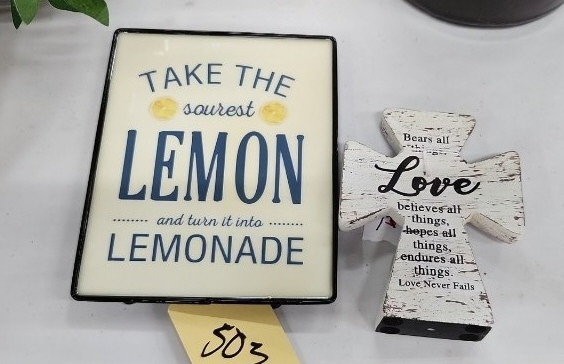 TAKE THE
sourest
LEMON
and turn it into
LEMONADE
Bears all
things,
Love
believes all
things,
hopes all
things,
endures all
things.
Love Never Fails
503